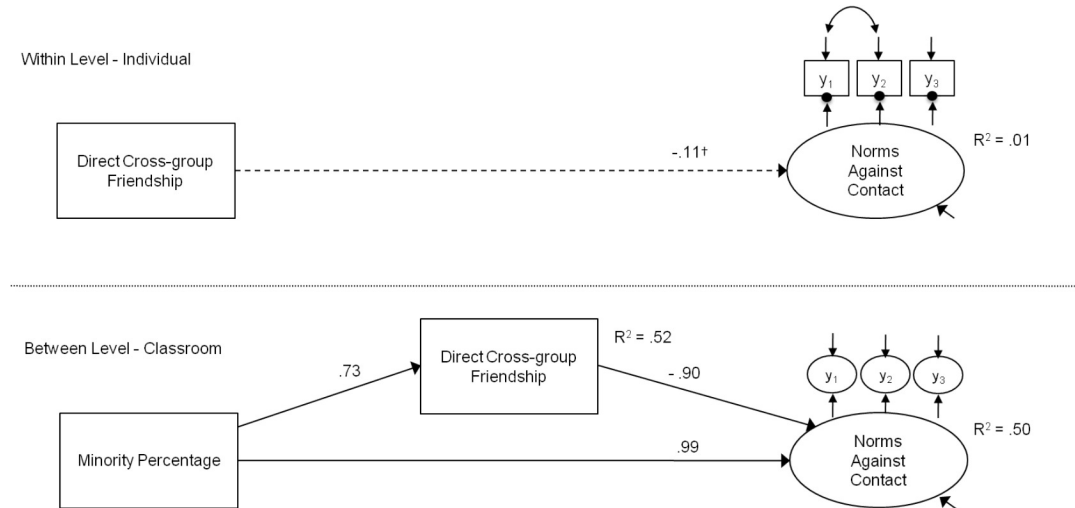 Within Level - Individual
y1
y2
y3
Direct Cross-group
Friendship
-.11†
Norms
Against
Contact
R² = .01
Between Level - Classroom
Direct Cross-group
Friendship
R² = .52
.73
-.90
y1
y2
y3
Minority Percentage
.99
Norms
Against
Contact
R² = .50